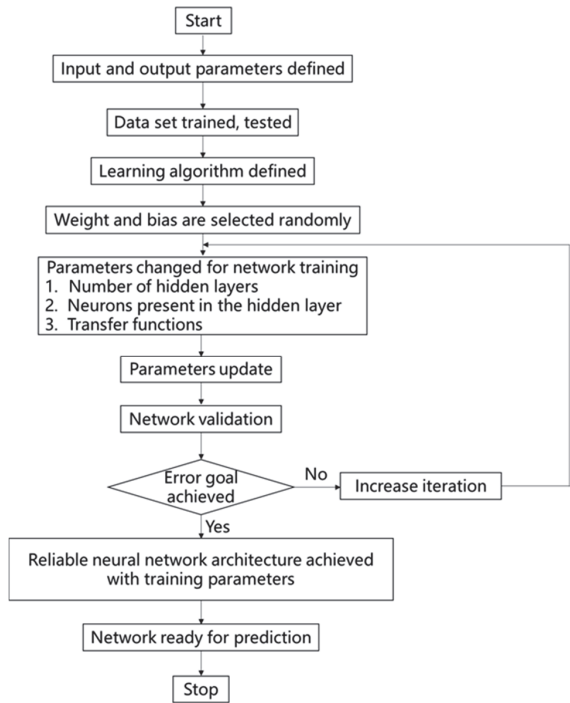 Start
Input and output parameters defined
Data set trained, tested
Learning algorithm defined
Weight and bias are selected randomly
Parameters changed for network training
1. Number of hidden layers
2. Neurons present in the hidden layer
3. Transfer functions
Parameters update
Network validation
Error goal
achieved
No
Increase iteration
Yes
Reliable neural network architecture achieved
with training parameters
Network ready for prediction
Stop